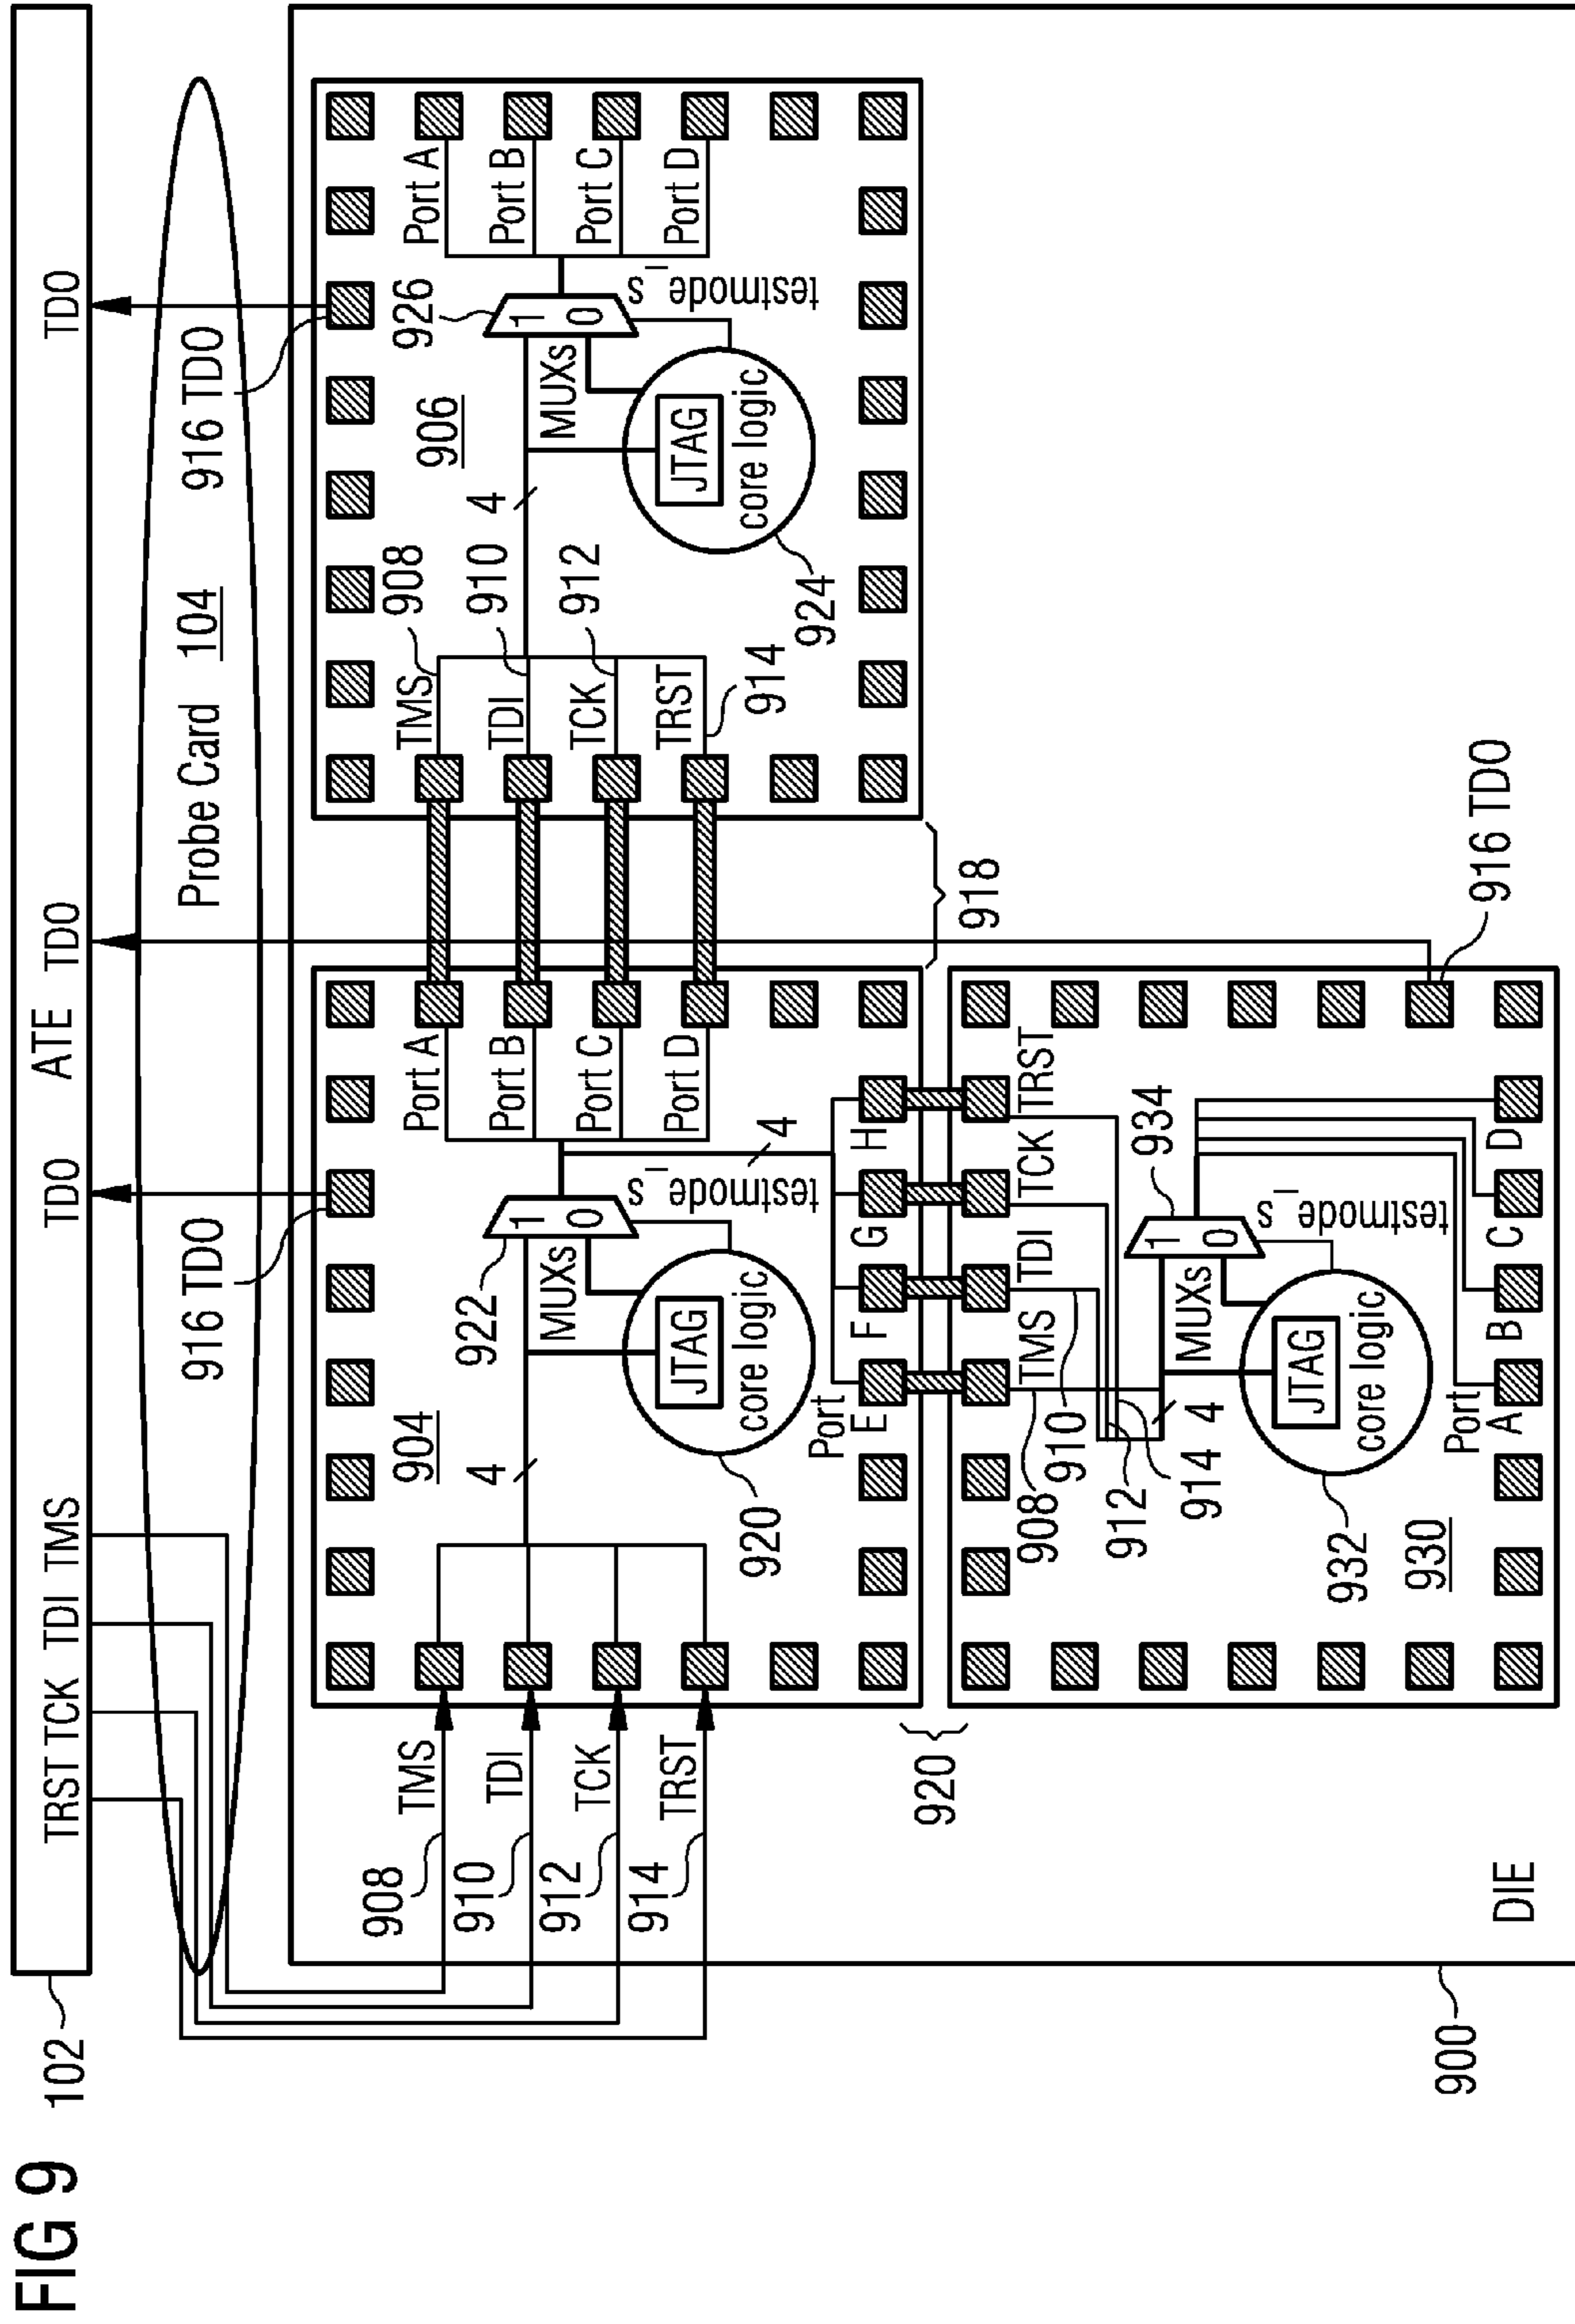 FIG 9
102
TRST TCK TDI TMS TDO ATE TDO TDO
Probe Card 104
916 TDO
916 TDO
908
TMS
910
TDI
912
TCK
914
TRST
904
4
922
1
0
MUXs
testmode_s
JTAG
core logic
920
Port A
Port B
Port C
Port D
4
Port
E
F
G
H
918
TMS
908
TDI
910
TCK
912
TRST
914
906
4
926
1
0
MUXs
testmode_s
JTAG
core logic
924
Port A
Port B
Port C
Port D
920
TMS
TDI
TCK
TRST
908
910
912
914
4
934
1
0
MUXs
testmode_s
JTAG
core logic
932
930
Port
A
B
C
D
916 TDO
DIE
900